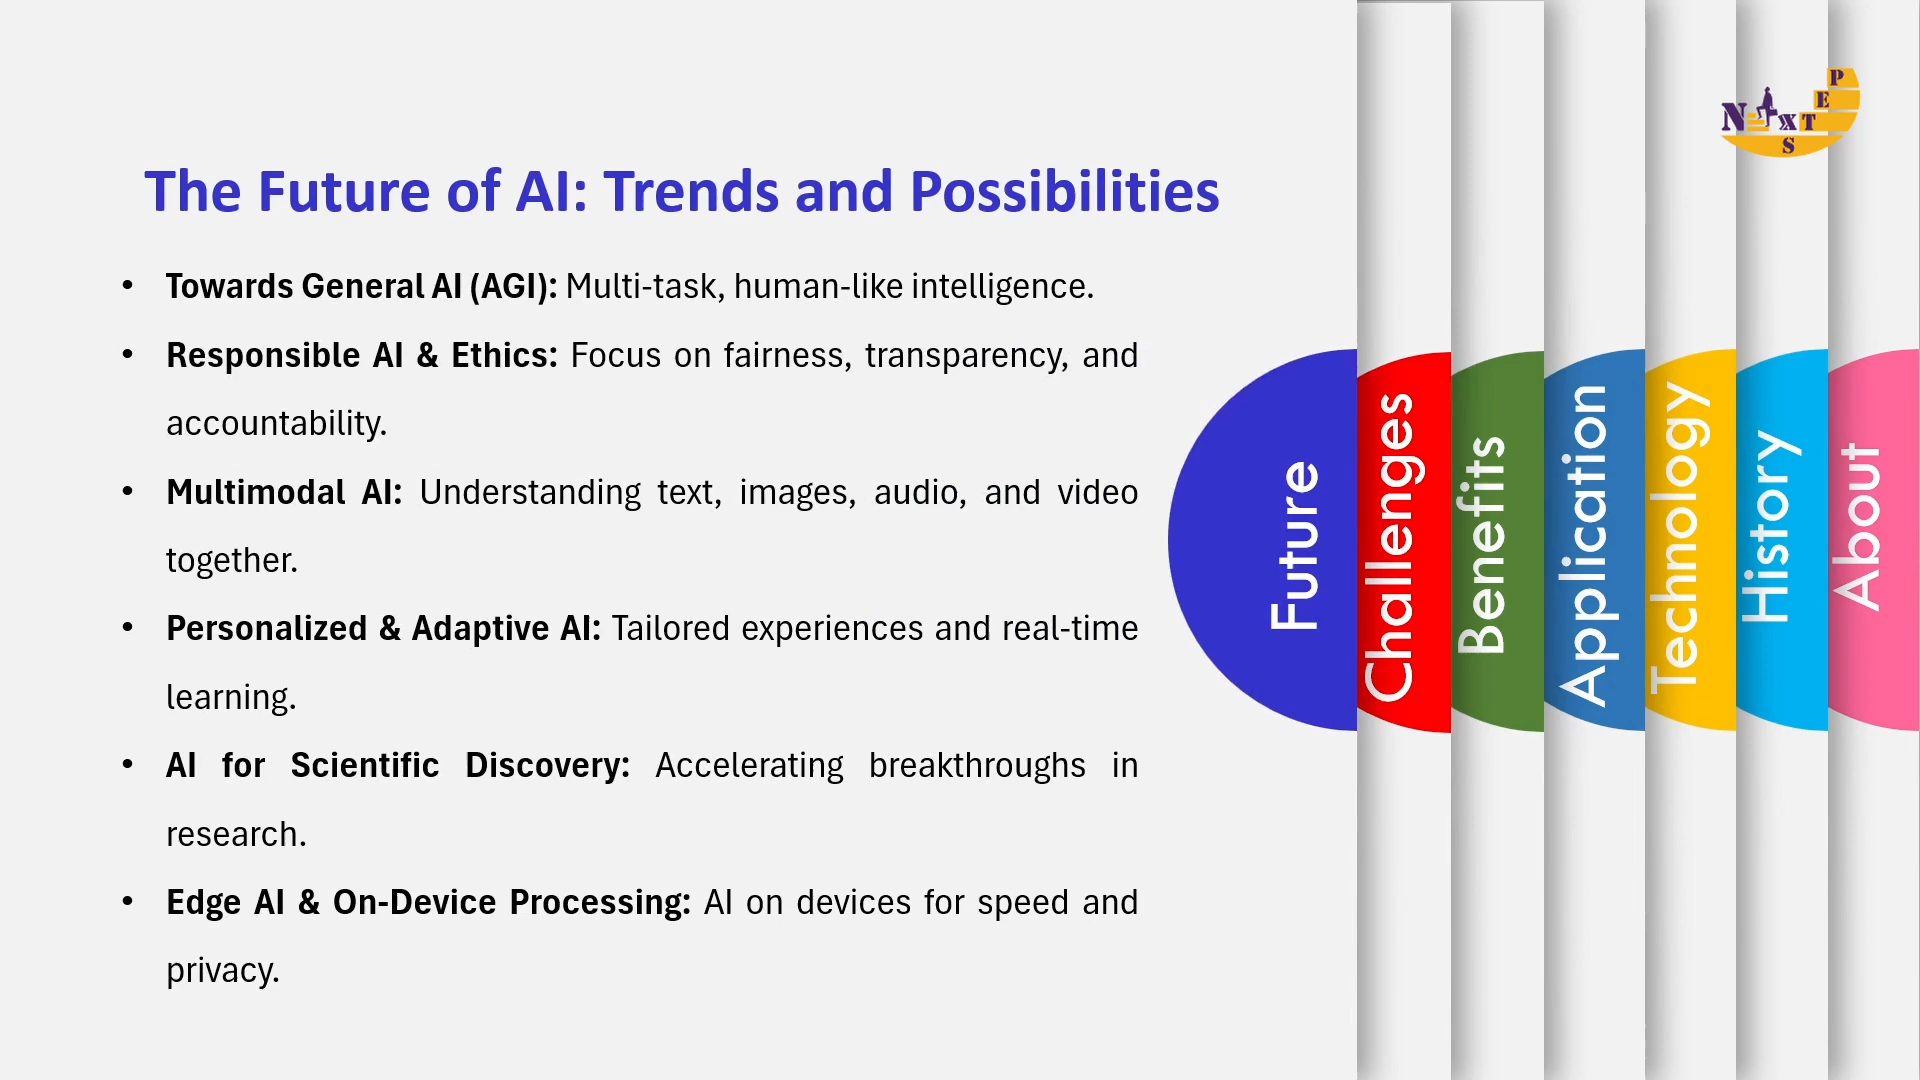 The Future of AI: Trends and Possibilities
• Towards General AI (AGI): Multi-task, human-like intelligence.
• Responsible AI & Ethics: Focus on fairness, transparency, and
accountability.
• Multimodal AI: Understanding text, images, audio, and video
together.
• Personalized & Adaptive AI: Tailored experiences and real-time
learning.
• AI for Scientific Discovery: Accelerating breakthroughs in
research.
• Edge AI & On-Device Processing: AI on devices for speed and
privacy.
Future
Challenges
Benefits
Application
Technology
History
About
NEXT
STEP